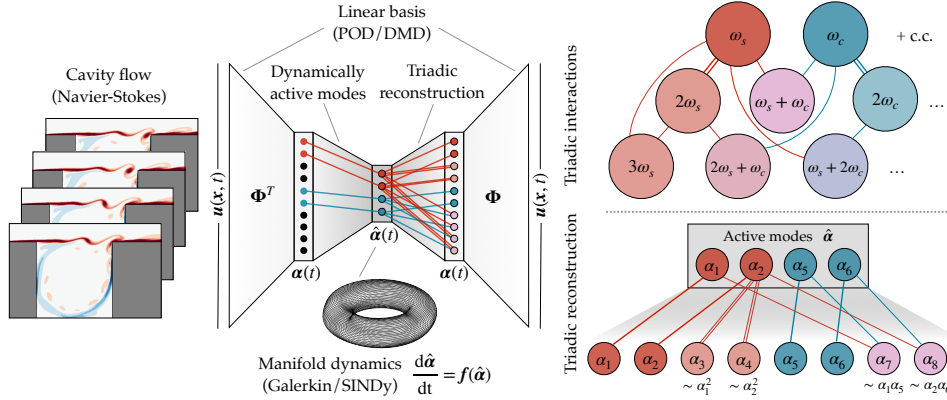 Cavity flow
(Navier-Stokes)
Linear basis
(POD/DMD)
Dynamically
active modes
Triadic
reconstruction
u(x, t)
Φ^T
α(t)
α̂(t)
α(t)
Φ
u(x, t)
Manifold dynamics
(Galerkin/SINDy)
dα̂/dt = f(α̂)
Triadic interactions
ω_s
ω_c
+ c.c.
2ω_s
ω_s + ω_c
2ω_c
...
3ω_s
2ω_s + ω_c
ω_s + 2ω_c
...
Triadic reconstruction
Active modes α̂
α_1 α_2 α_5 α_6
α_1 α_2 α_3 α_4 α_5 α_6 α_7 α_8
~ α_1^2 ~ α_2^2 ~ α_1α_5 ~ α_2α_6